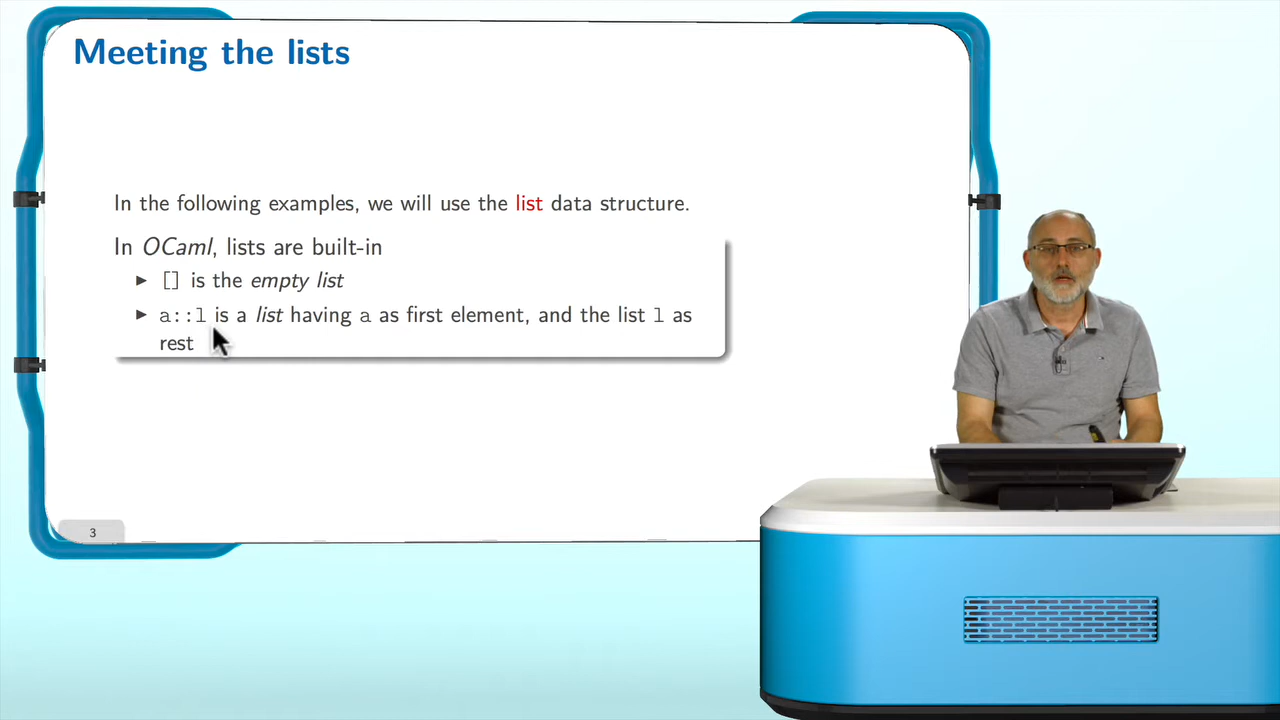 Meeting the lists
In the following examples, we will use the list data structure.
In OCaml, lists are built-in
▶ [] is the empty list
▶ a::l is a list having a as first element, and the list l as
rest
3